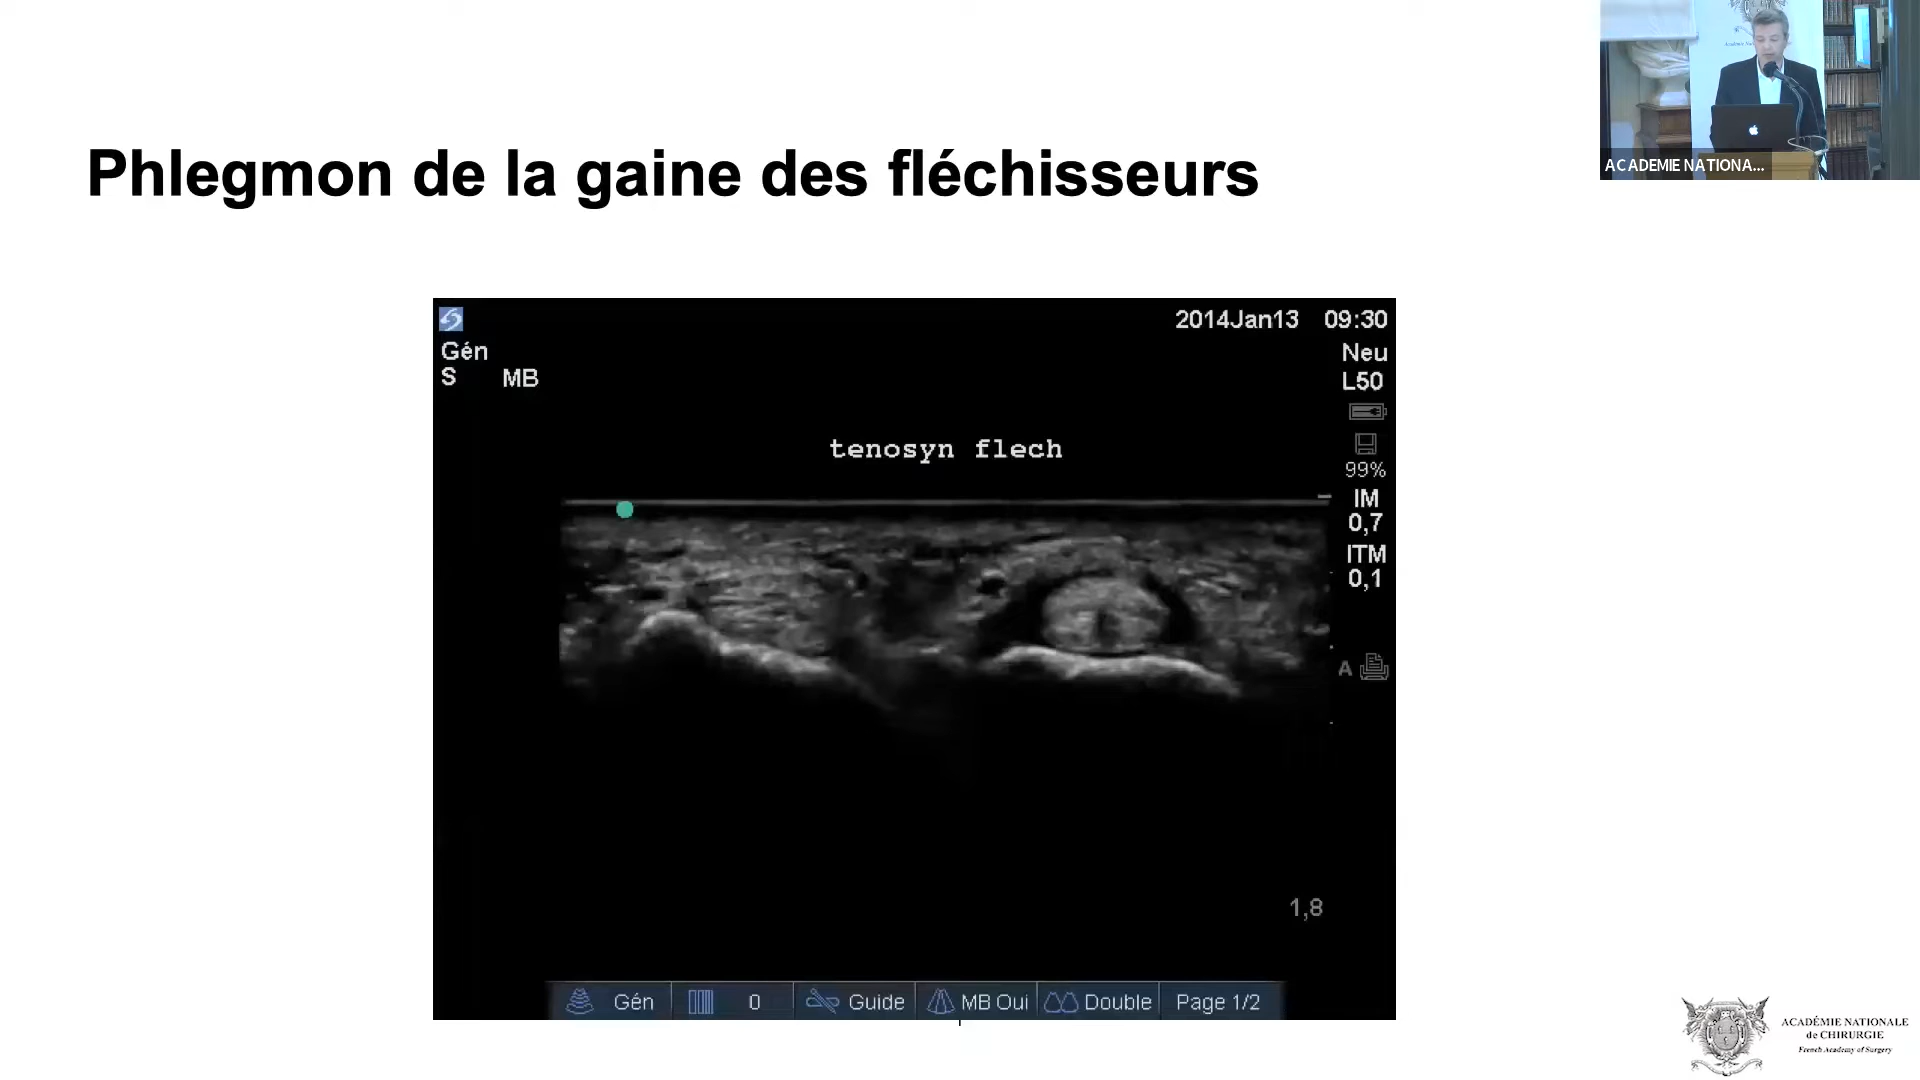 ACADEMIE NATIONA...
Phlegmon de la gaine des fléchisseurs
2014Jan13 09:30
Gén
Neu
S MB
L50
tenosyn flech
99%
IM
0,7
ITM
0,1
A
1,8
Gén 0 Guide MB Oui Double Page 1/2
ACADÉMIE NATIONALE
de CHIRURGIE
French Academy of Surgery